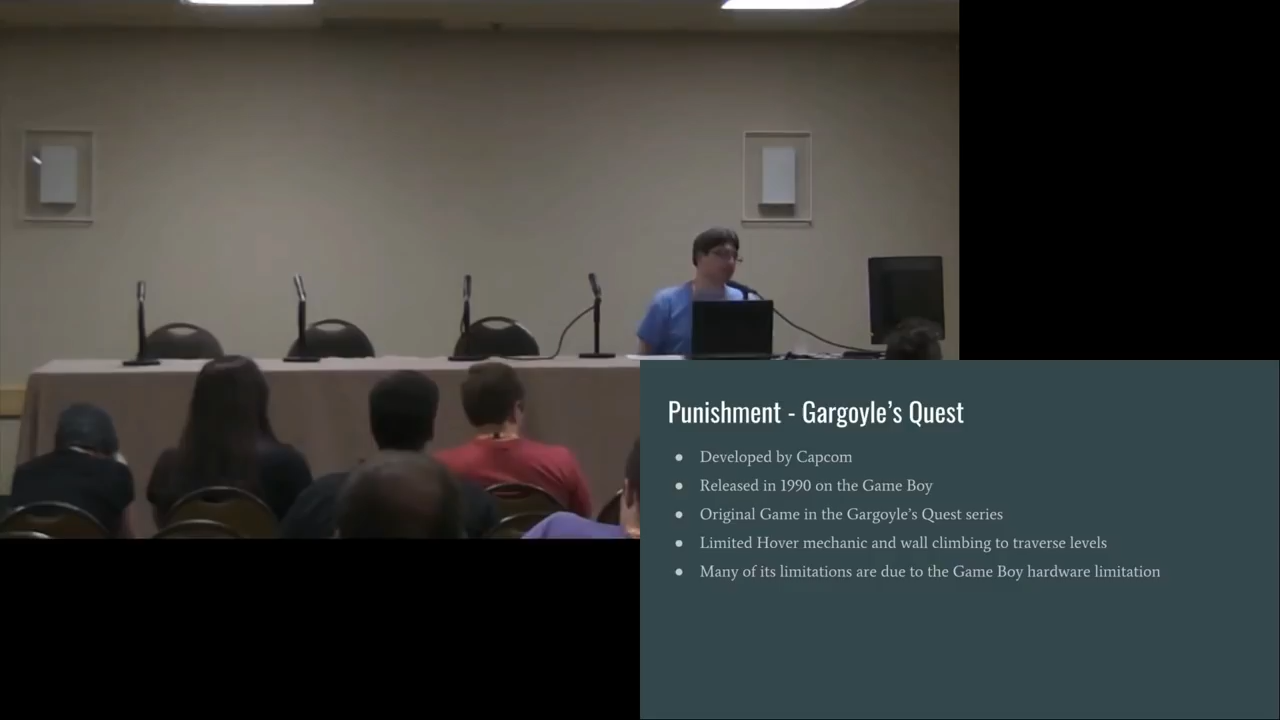 Punishment - Gargoyle's Quest
● Developed by Capcom
● Released in 1990 on the Game Boy
● Original Game in the Gargoyle's Quest series
● Limited Hover mechanic and wall climbing to traverse levels
● Many of its limitations are due to the Game Boy hardware limitation